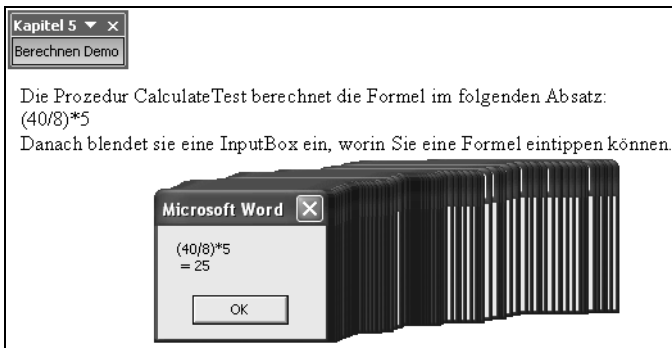 Kapitel 5
Berechnen Demo
Die Prozedur CalculateTest berechnet die Formel im folgenden Absatz:
(40/8)*5
Danach blendet sie eine InputBox ein, worin Sie eine Formel eintippen können.
Microsoft Word
(40/8)*5
= 25
OK